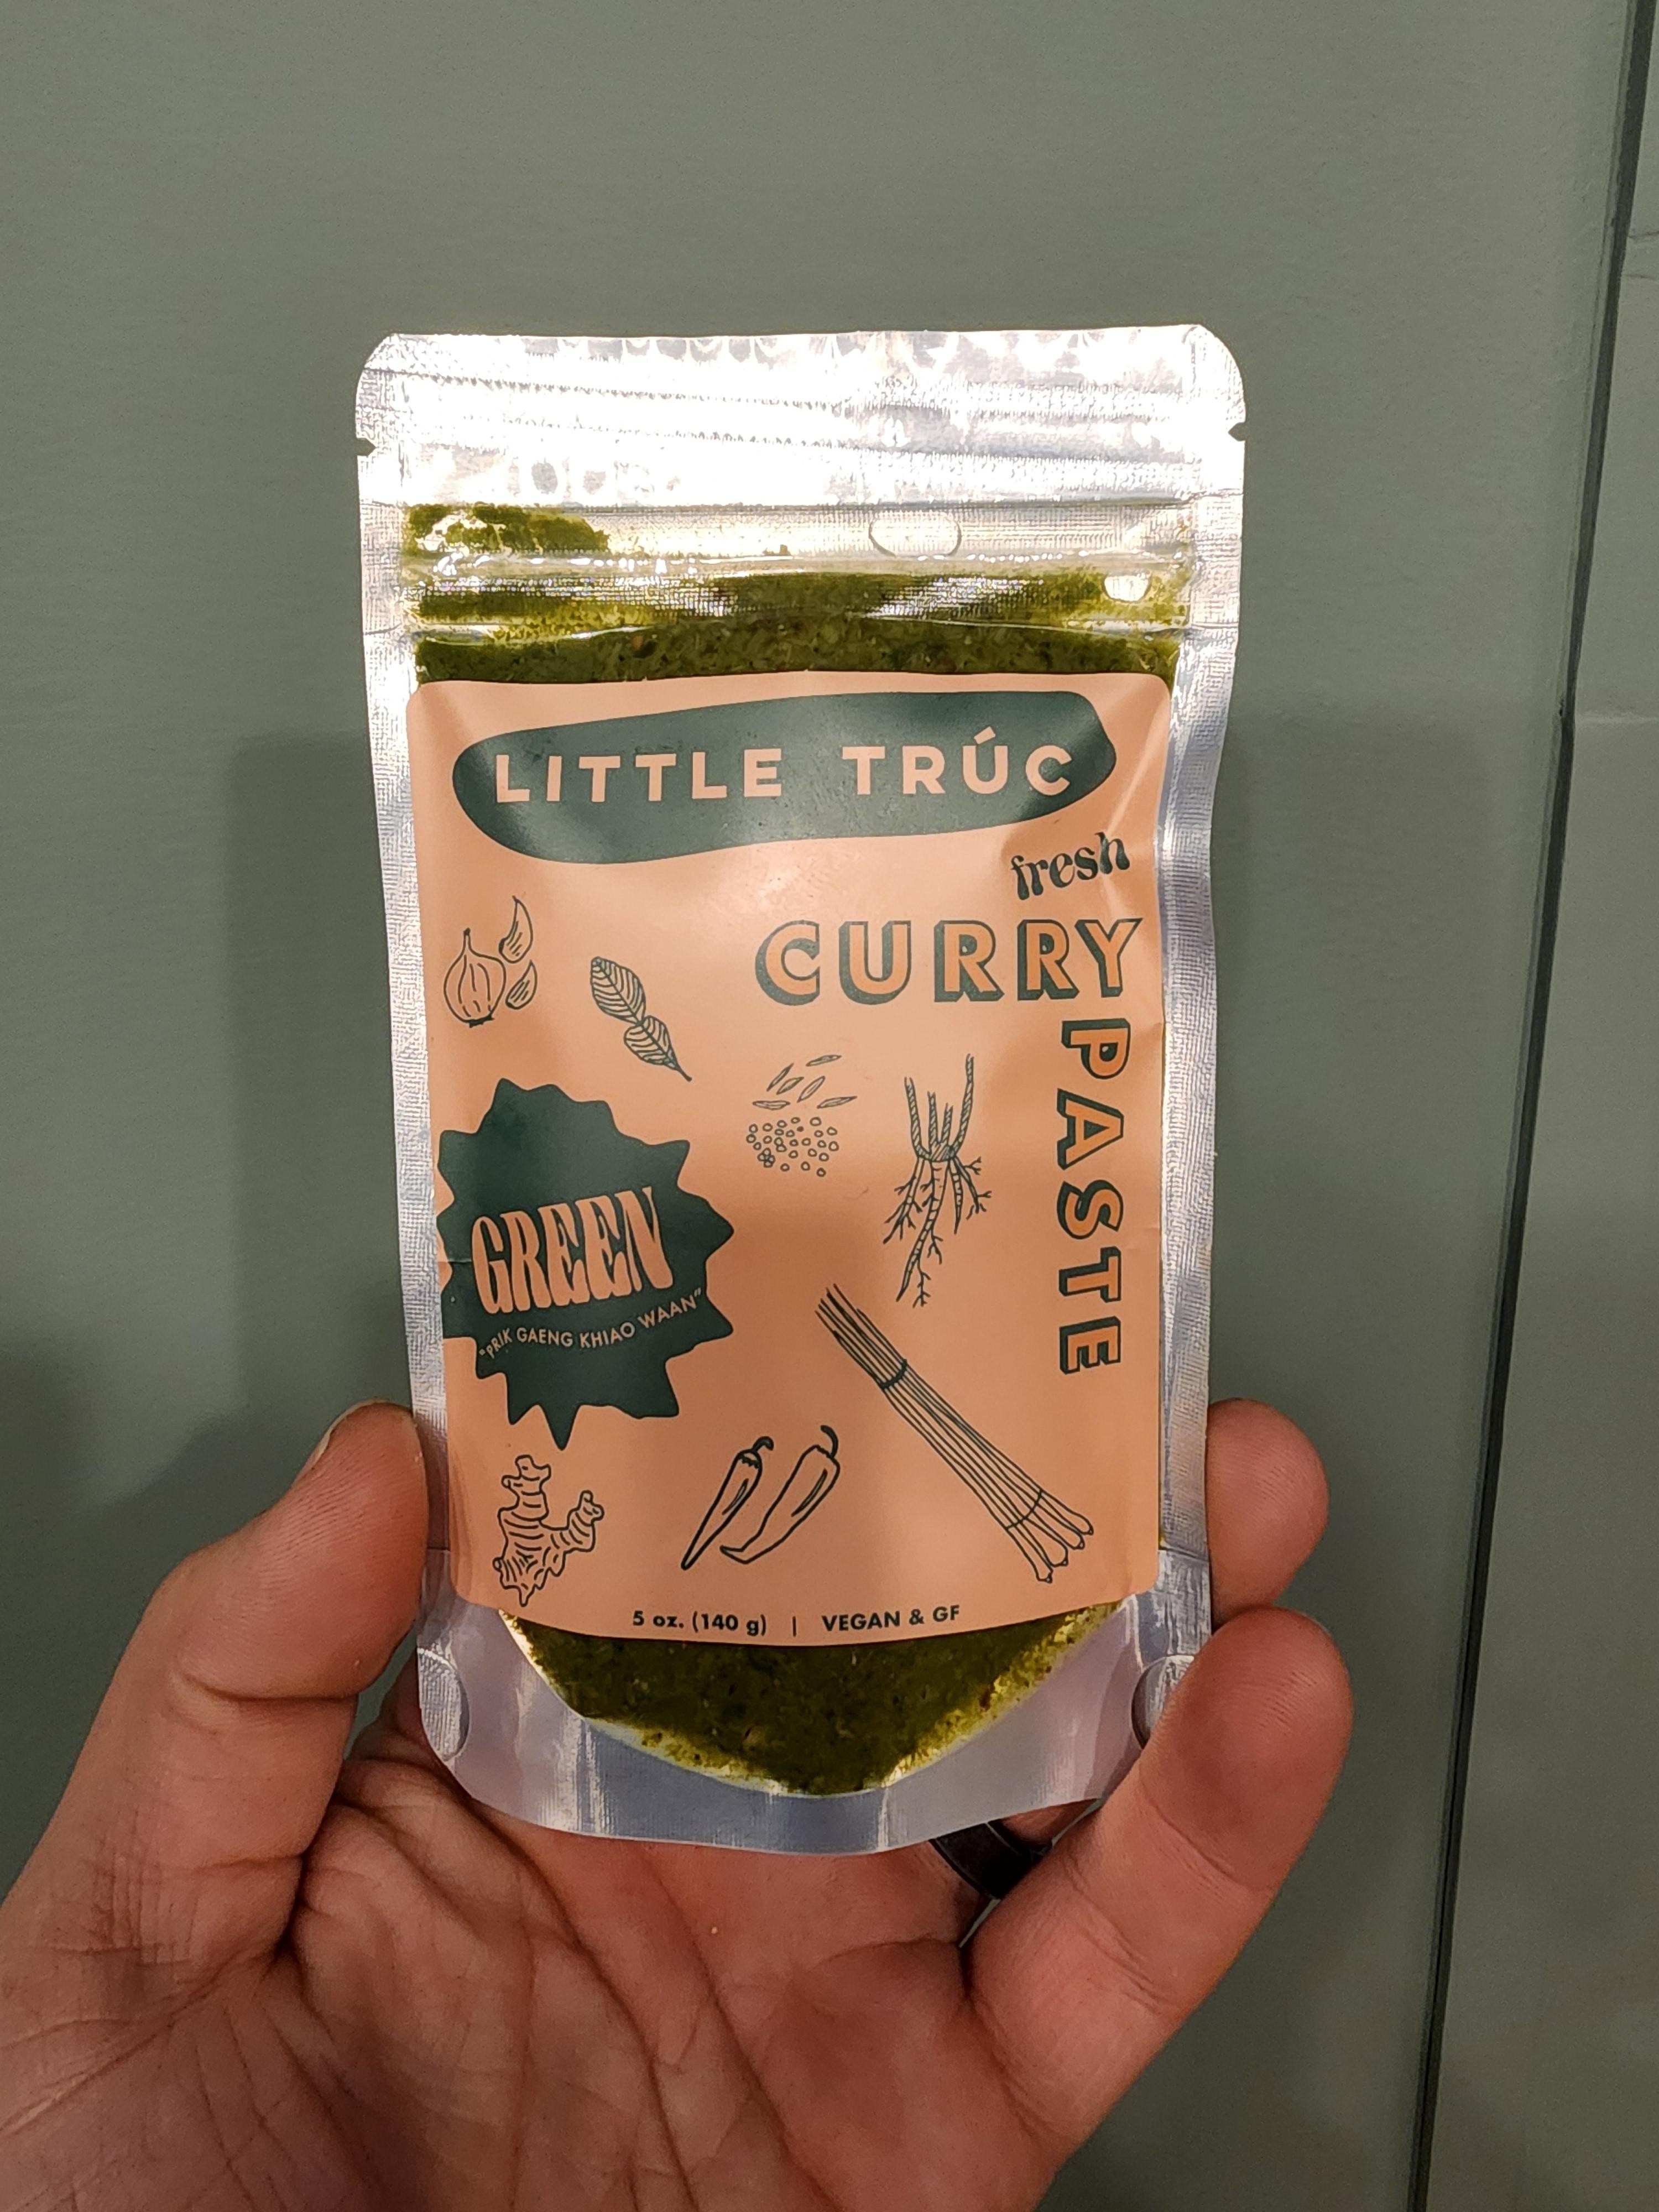 LITTLE TRÚC
fresh
CURRY
PASTE
GREEN
"PRIK GAENG KHIAO WAAN"
5 oz. (140 g) | VEGAN & GF